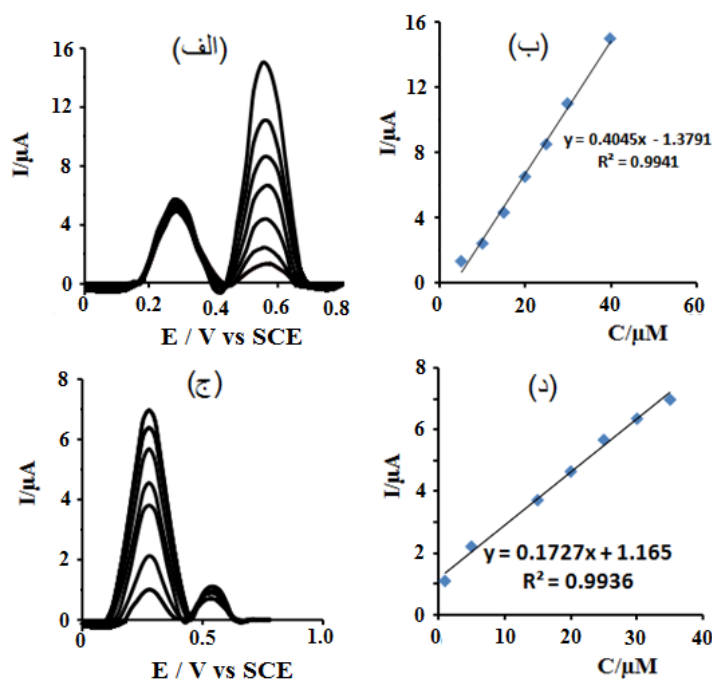 (الف)
16
12
8
4
0
I/µA
0
0.2
0.4
0.6
0.8
E / V vs SCE
(ب)
16
12
8
4
0
I/µA
y = 0.4045x - 1.3791
R² = 0.9941
0
20
40
60
C/µM
(ج)
8
6
4
2
0
I/µA
0
0.5
1.0
E / V vs SCE
(د)
8
6
4
2
0
I/µA
y = 0.1727x + 1.165
R² = 0.9936
0
10
20
30
40
C/µM